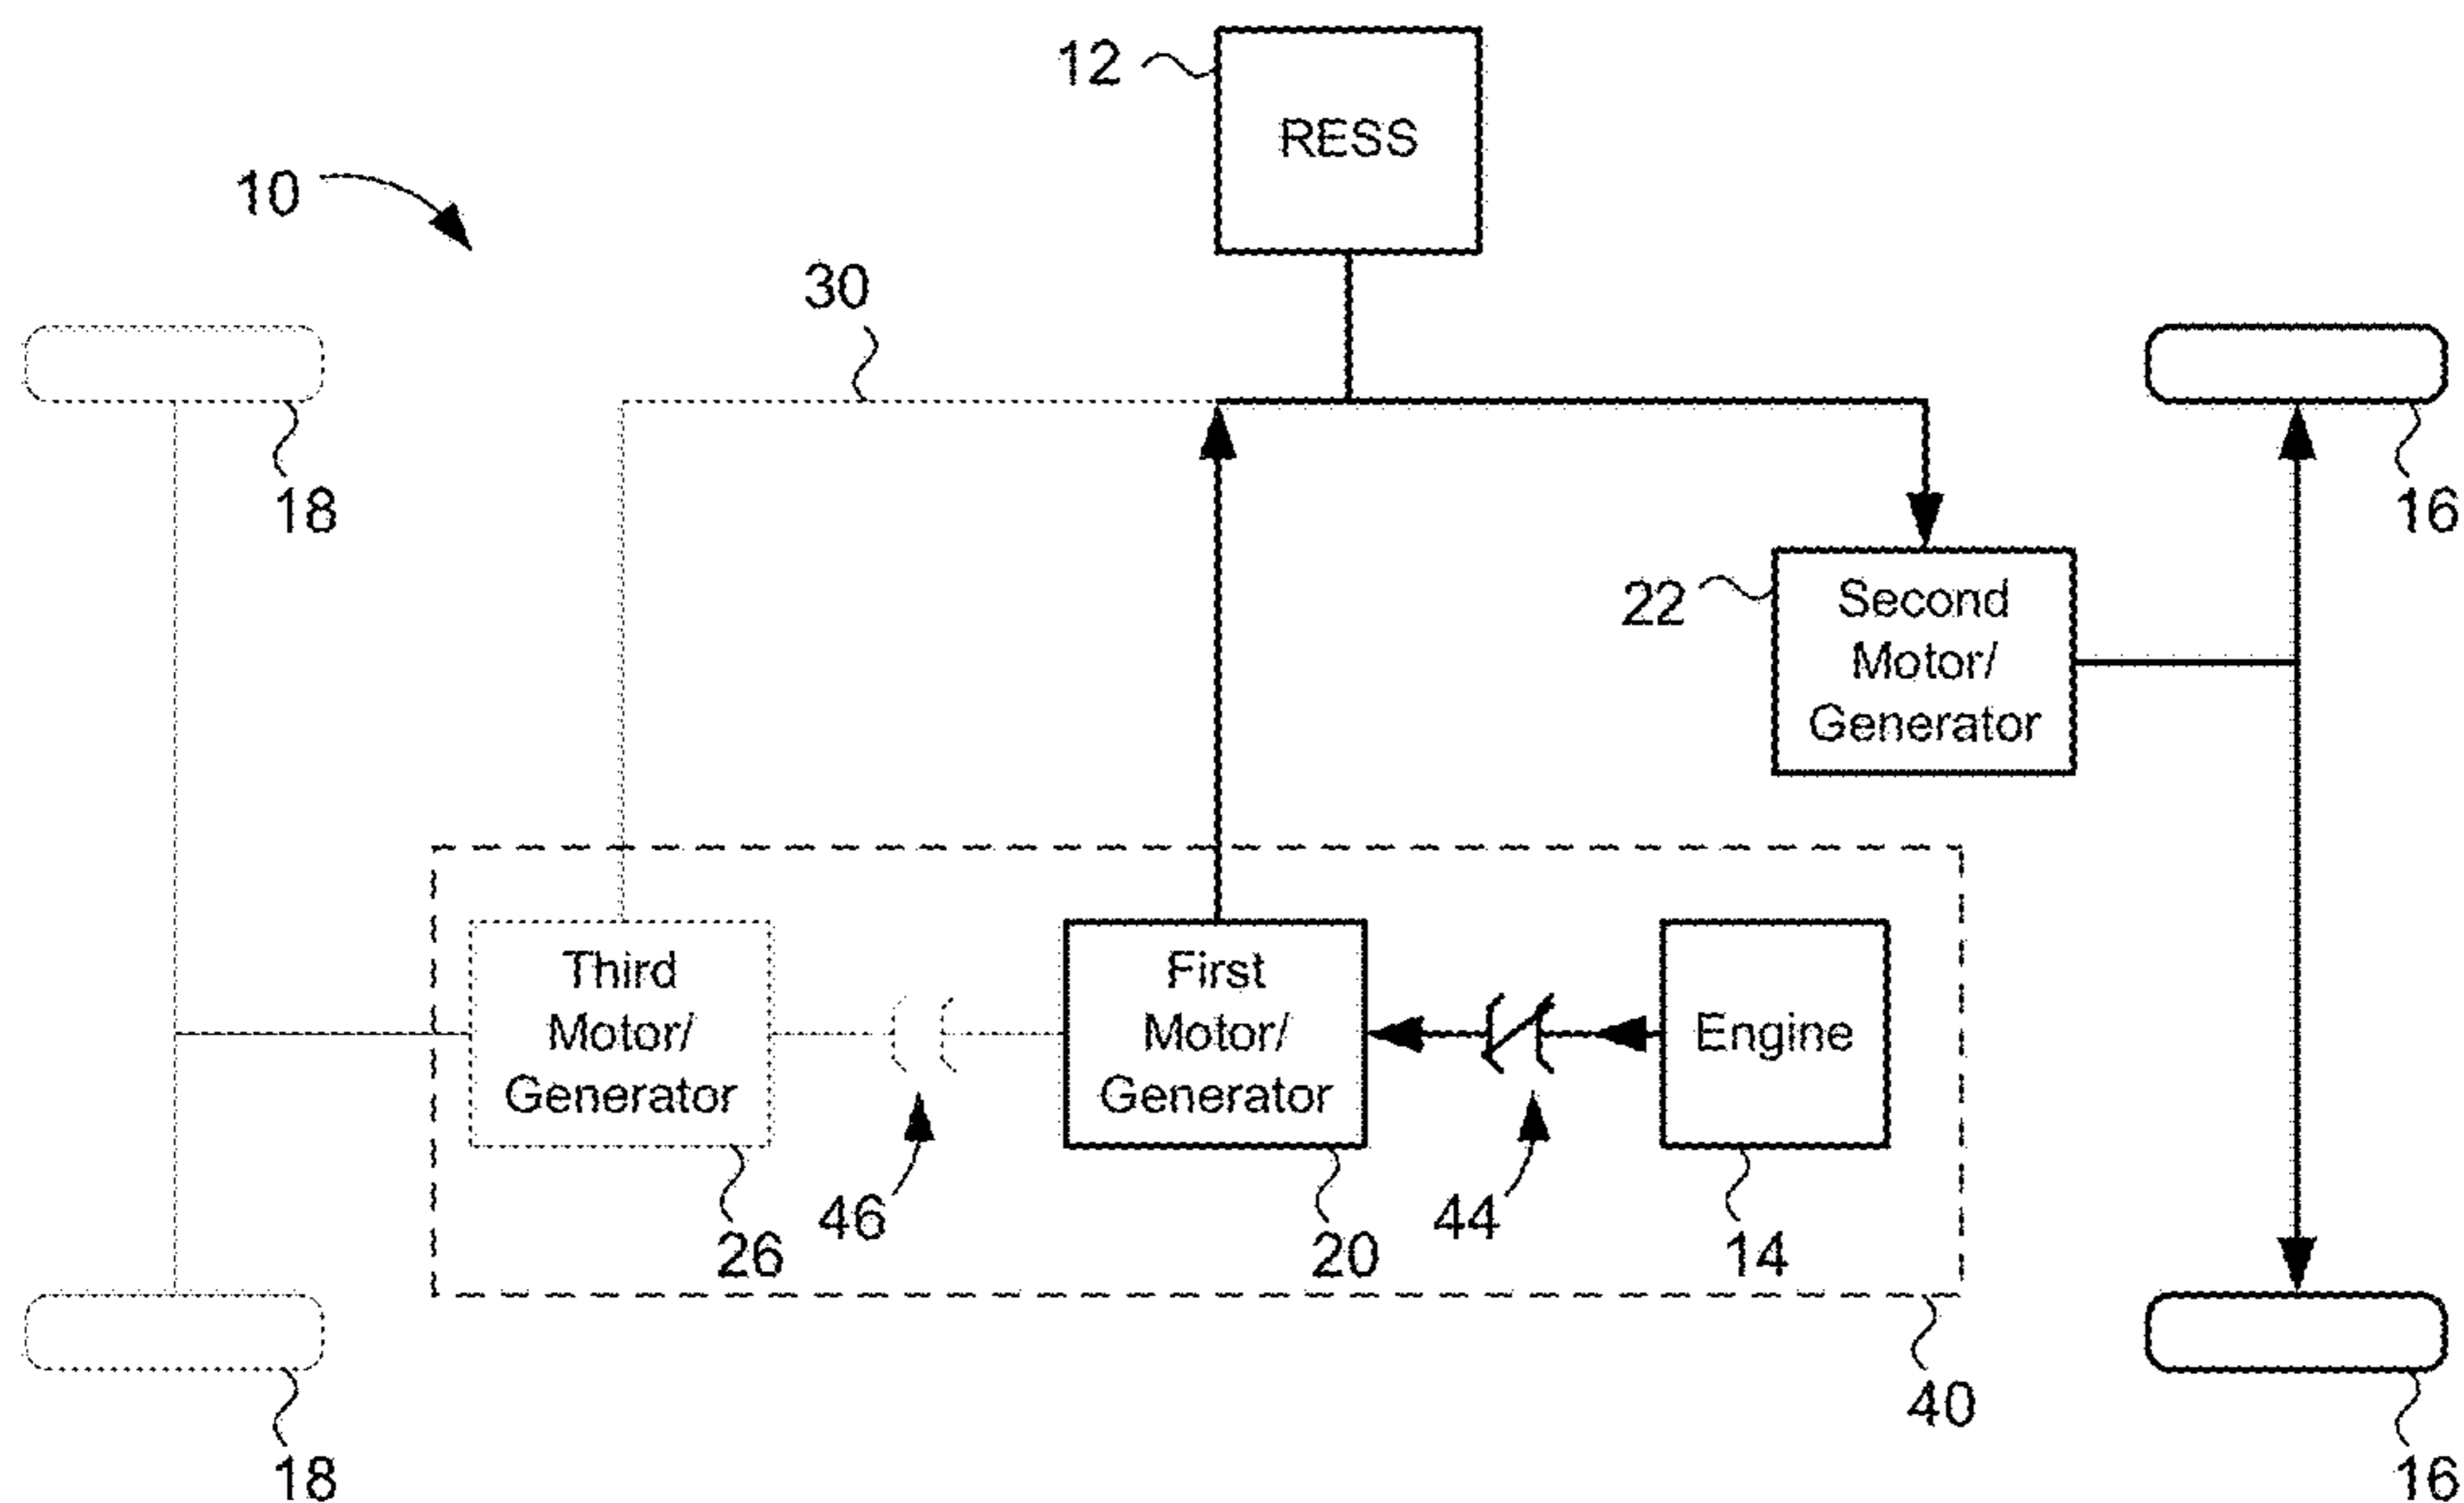 12
RESS
10
30
18
16
22
Second
Motor/
Generator
Third
Motor/
Generator
First
Motor/
Generator
Engine
46
44
26
20
14
40
18
16